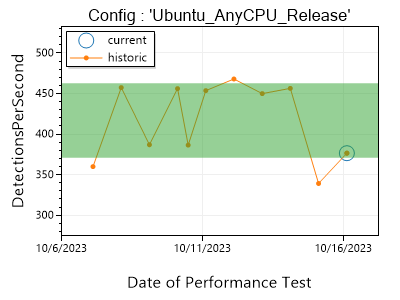 Config : 'Ubuntu_AnyCPU_Release'
current
historic
DetectionsPerSecond
500
450
400
350
300
10/6/2023
10/11/2023
10/16/2023
Date of Performance Test